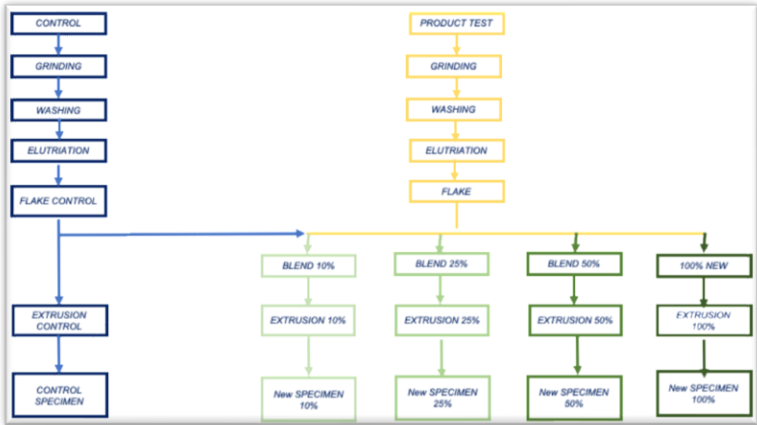 CONTROL
PRODUCT TEST
GRINDING
GRINDING
WASHING
WASHING
ELUTRIATION
ELUTRIATION
FLAKE CONTROL
FLAKE
BLEND 10%
BLEND 25%
BLEND 50%
100% NEW
EXTRUSION
CONTROL
EXTRUSION 10%
EXTRUSION 25%
EXTRUSION 50%
EXTRUSION
100%
CONTROL
SPECIMEN
New SPECIMEN
10%
New SPECIMEN
25%
New SPECIMEN
50%
New SPECIMEN
100%